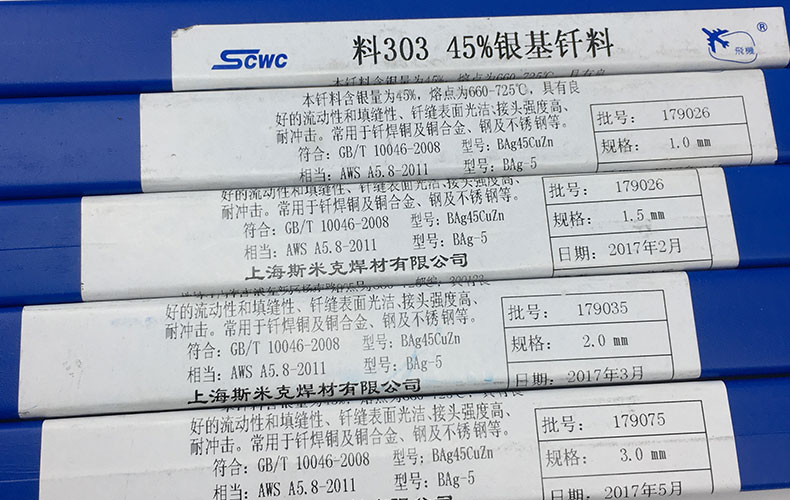 SCWC
料303 45%银基钎料
飛機
®
本钎料含银量为45%，熔点为660-725℃，具有良
好的流动性和填缝性、钎缝表面光洁、接头强度高、
耐冲击。常用于钎焊铜及铜合金、钢及不锈钢等。
符合：GB/T 10046-2008 型号：BAg45CuZn
相当：AWS A5.8-2011 型号：BAg-5
批号： 179026
规格： 1.0 mm
好的流动性和填缝性、钎缝表面光洁、接头强度高、
耐冲击。常用于钎焊铜及铜合金、钢及不锈钢等。
符合：GB/T 10046-2008 型号：BAg45CuZn
相当：AWS A5.8-2011 型号：BAg-5
上海斯米克焊材有限公司
批号： 179026
规格： 1.5 mm
日期：2017年2月
好的流动性和填缝性、钎缝表面光洁、接头强度高、
耐冲击。常用于钎焊铜及铜合金、钢及不锈钢等。
符合：GB/T 10046-2008 型号：BAg45CuZn
相当：AWS A5.8-2011 型号：BAg-5
上海斯米克焊材有限公司
批号： 179035
规格： 2.0 mm
日期：2017年3月
好的流动性和填缝性、钎缝表面光洁、接头强度高、
耐冲击。常用于钎焊铜及铜合金、钢及不锈钢等。
符合：GB/T 10046-2008 型号：BAg45CuZn
相当：AWS A5.8-2011 型号：BAg-5
批号： 179075
规格： 3.0 mm
日期：2017年5月